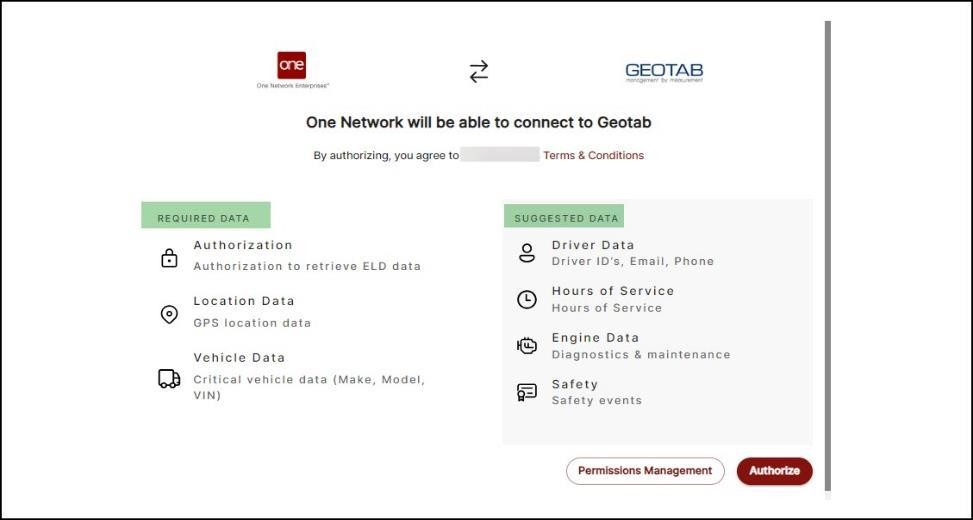 one
One Network Enterprises™
GEOTAB
management by measurement
One Network will be able to connect to Geotab
By authorizing, you agree to Terms & Conditions
REQUIRED DATA
Authorization
Authorization to retrieve ELD data
Location Data
GPS location data
Vehicle Data
Critical vehicle data (Make, Model,
VIN)
SUGGESTED DATA
Driver Data
Driver ID's, Email, Phone
Hours of Service
Hours of Service
Engine Data
Diagnostics & maintenance
Safety
Safety events
Permissions Management
Authorize